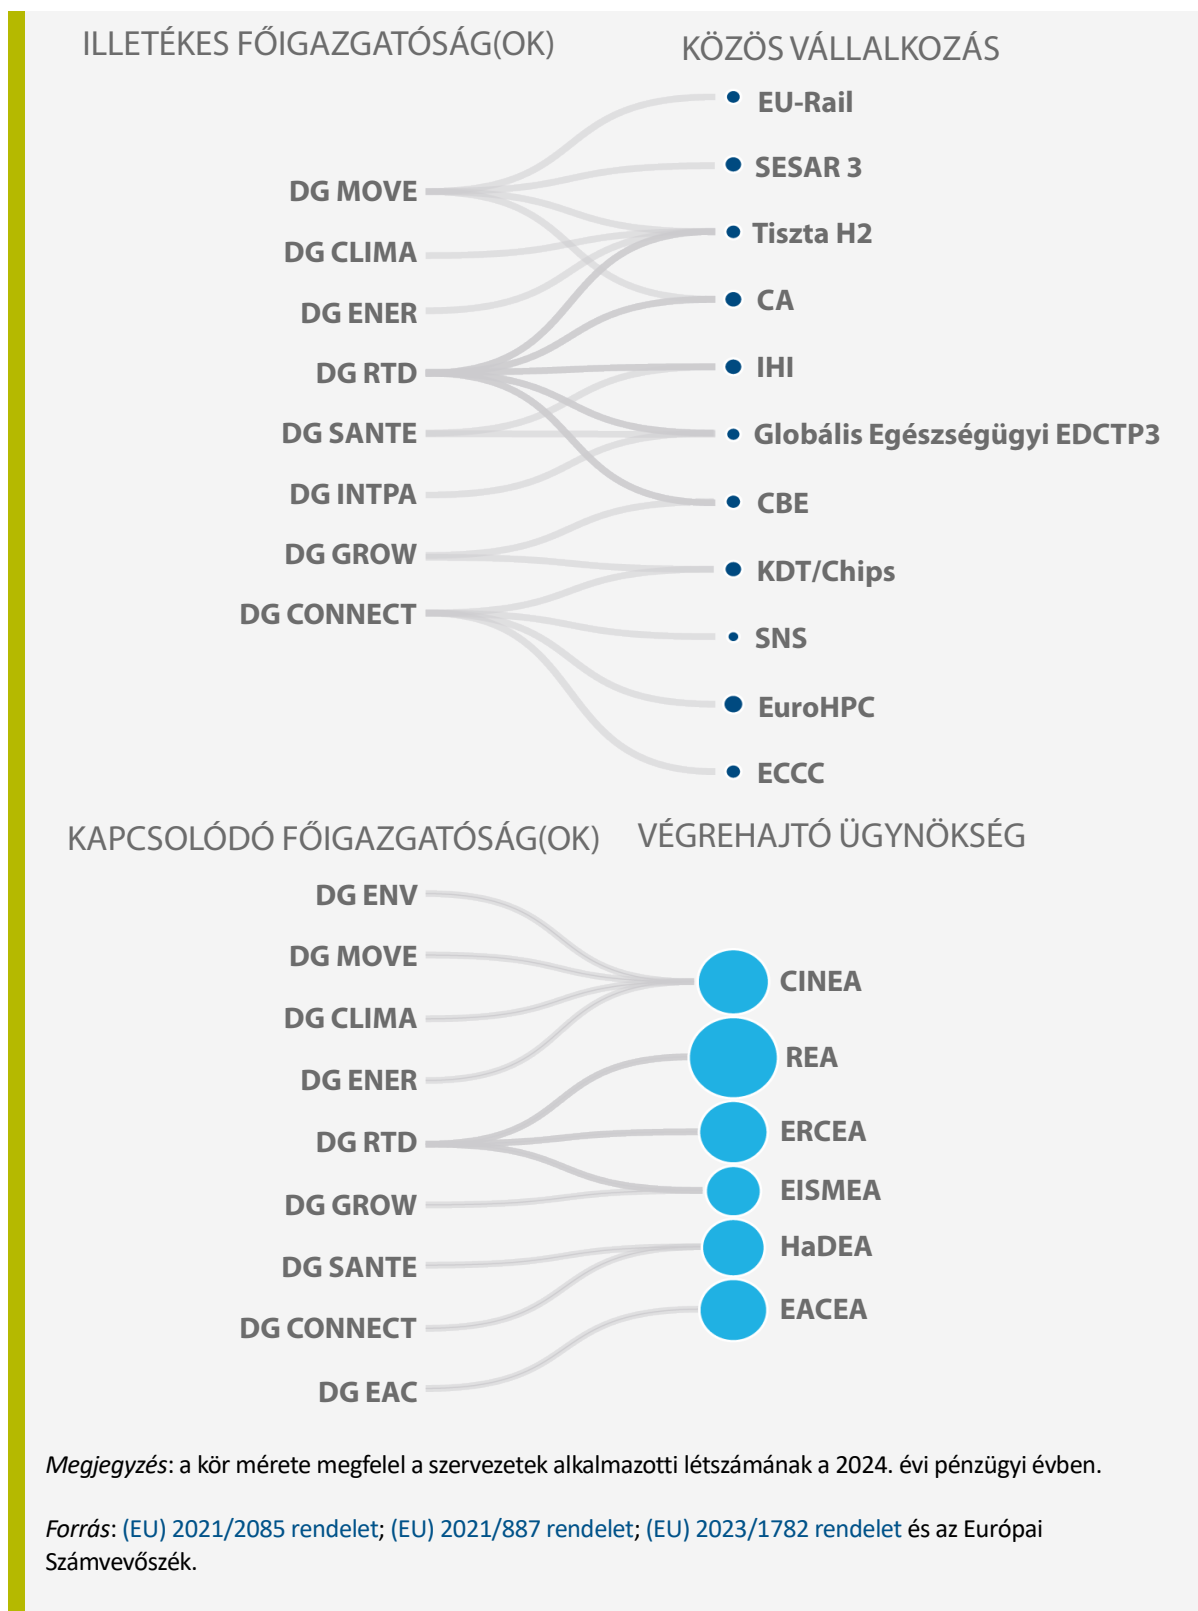 ILLETÉKES FŐIGAZGATÓSÁG(OK)
KÖZÖS VÁLLALKOZÁS
DG MOVE
DG CLIMA
DG ENER
DG RTD
DG SANTE
DG INTPA
DG GROW
DG CONNECT
EU-Rail
SESAR 3
Tiszta H2
CA
IHI
Globális Egészségügyi EDCTP3
CBE
KDT/Chips
SNS
EuroHPC
ECCC
KAPCSOLÓDÓ FŐIGAZGATÓSÁG(OK)
VÉGREHAJTÓ ÜGYNÖKSÉG
DG ENV
DG MOVE
DG CLIMA
DG ENER
DG RTD
DG GROW
DG SANTE
DG CONNECT
DG EAC
CINEA
REA
ERCEA
EISMEA
HaDEA
EACEA
Megjegyzés: a kör mérete megfelel a szervezetek alkalmazotti létszámának a 2024. évi pénzügyi évben.
Forrás: (EU) 2021/2085 rendelet; (EU) 2021/887 rendelet; (EU) 2023/1782 rendelet és az Európai
Számvevőszék.